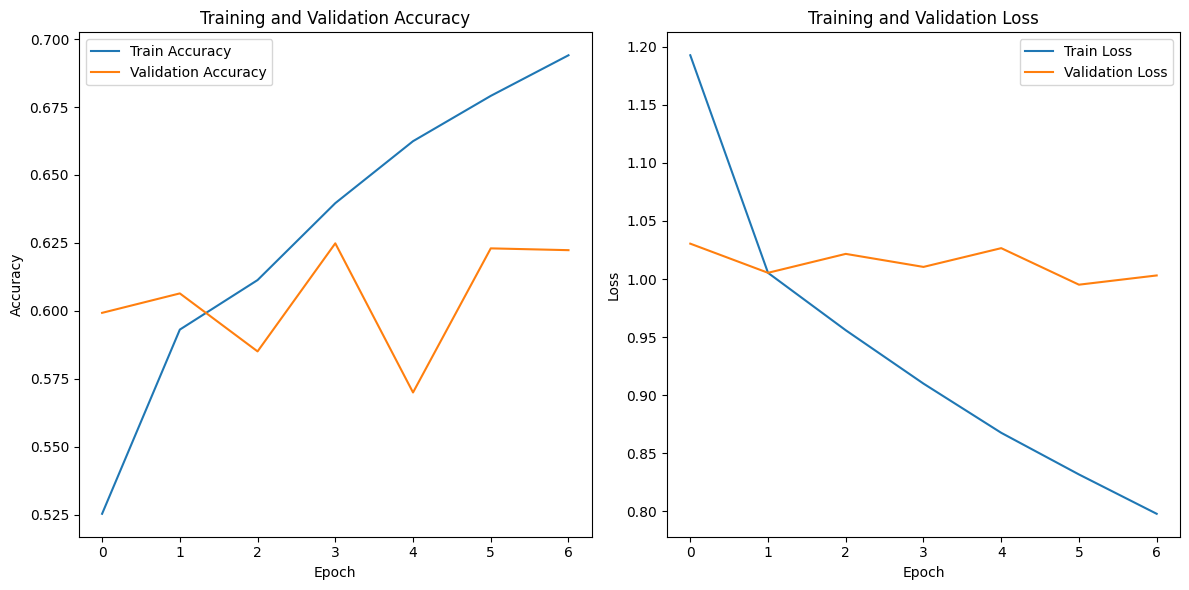 Training and Validation Accuracy
Train Accuracy
Validation Accuracy
0.700
0.675
0.650
0.625
0.600
0.575
0.550
0.525
Accuracy
0 1 2 3 4 5 6
Epoch
Training and Validation Loss
Train Loss
Validation Loss
1.20
1.15
1.10
1.05
1.00
0.95
0.90
0.85
0.80
Loss
0 1 2 3 4 5 6
Epoch